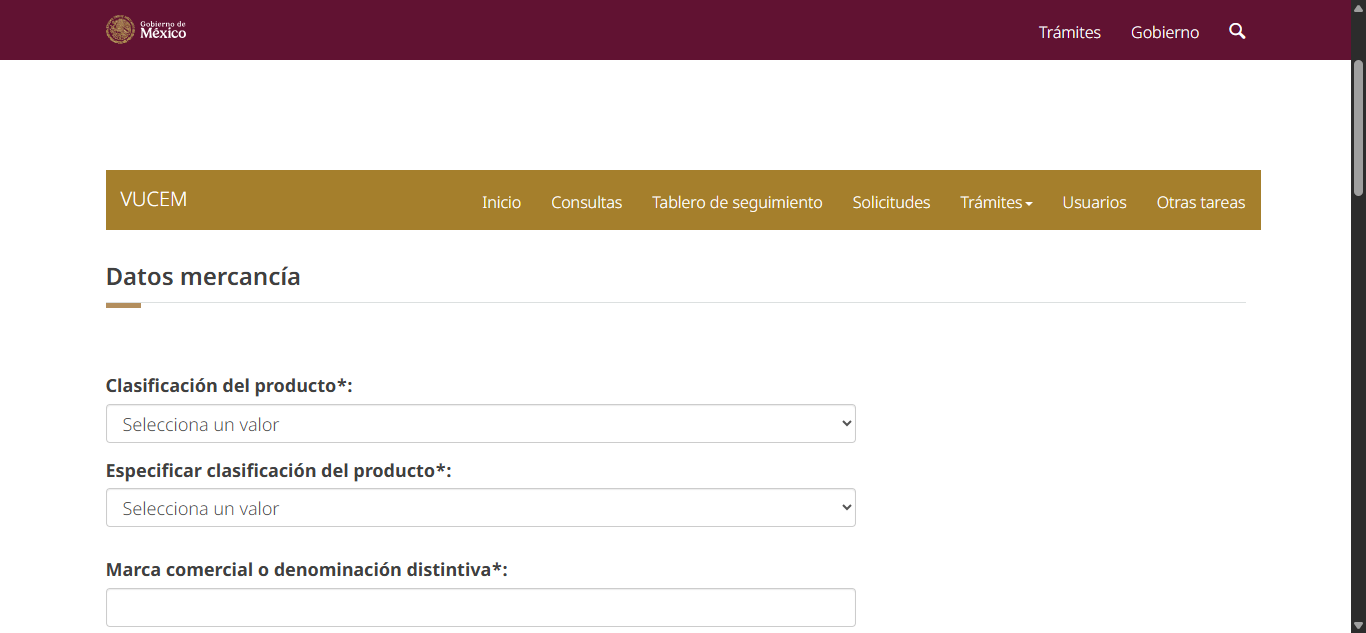 Gobierno de
México
Trámites
Gobierno
VUCEM
Inicio
Consultas
Tablero de seguimiento
Solicitudes
Trámites
Usuarios
Otras tareas
Datos mercancía
Clasificación del producto*:
Selecciona un valor
Especificar clasificación del producto*:
Selecciona un valor
Marca comercial o denominación distintiva*: